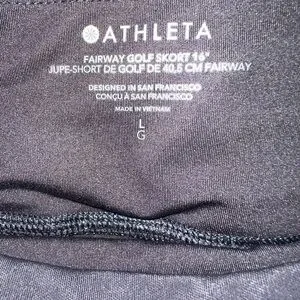 ATHLETA
FAIRWAY GOLF SKORT 16"
JUPE-SHORT DE GOLF DE 40,5 CM FAIRWAY
DESIGNED IN SAN FRANCISCO
CONÇU À SAN FRANCISCO
MADE IN VIETNAM
L
G